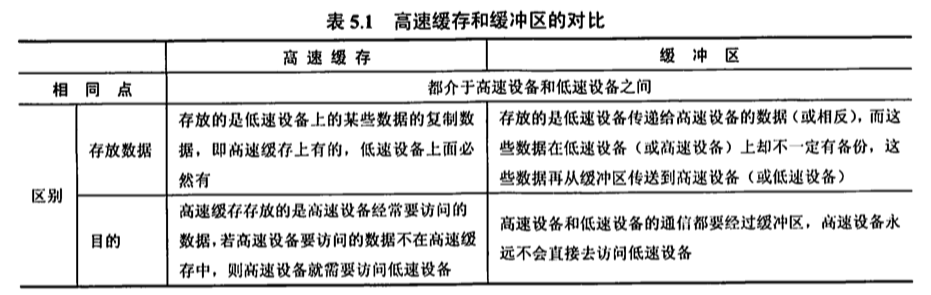 表 5.1 高速缓存和缓冲区的对比
高速缓存 缓冲区
相同点 都介于高速设备和低速设备之间
区别
存放数据
存放的是低速设备上的某些数据的复制数
据，即高速缓存上有的，低速设备上面必
然有
存放的是低速设备传递给高速设备的数据（或相反），而这
些数据在低速设备（或高速设备）上却不一定有备份，这
些数据再从缓冲区传送到高速设备（或低速设备）
目的
高速缓存存放的是高速设备经常要访问的
数据，若高速设备要访问的数据不在高速缓
存中，则高速设备就需要访问低速设备
高速设备和低速设备的通信都要经过缓冲区，高速设备永
远不会直接去访问低速设备